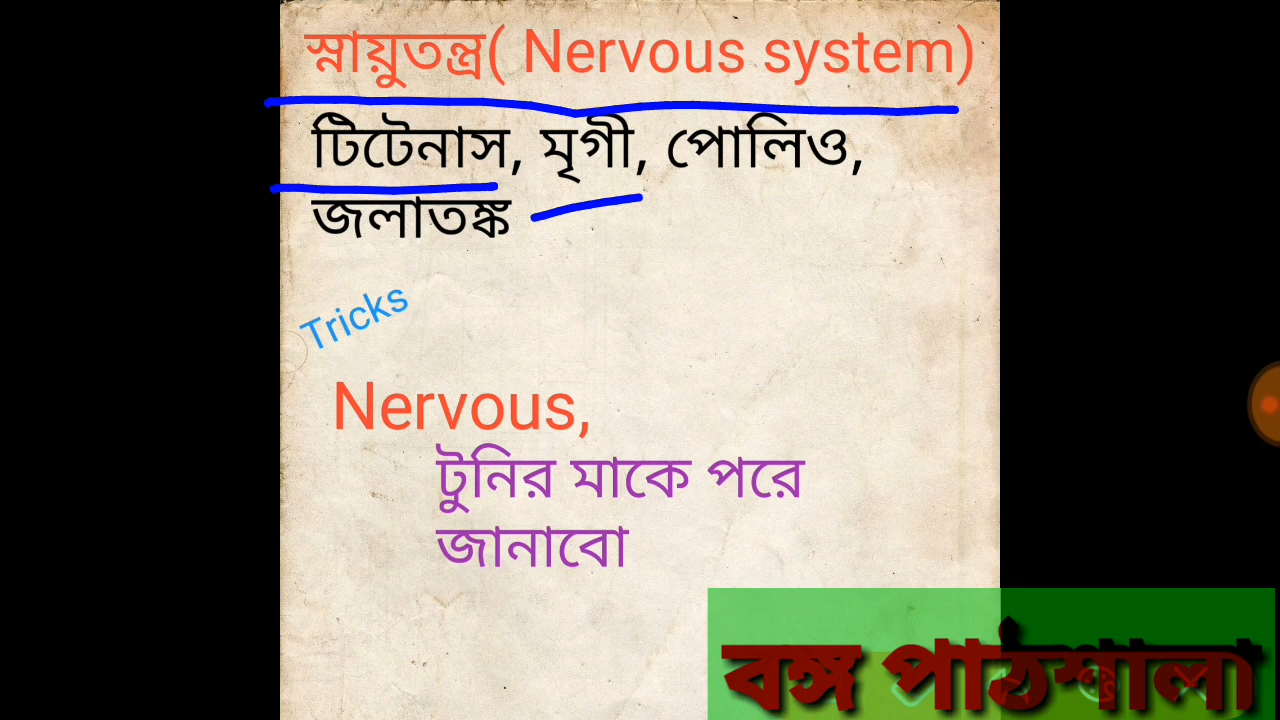 স্নায়ুতন্ত্র( Nervous system)
টিটেনাস, মৃগী, পোলিও,
জলাতঙ্ক
Tricks
Nervous,
টুনির মাকে পরে
জানাবো
বঙ্গ পাঠশালা